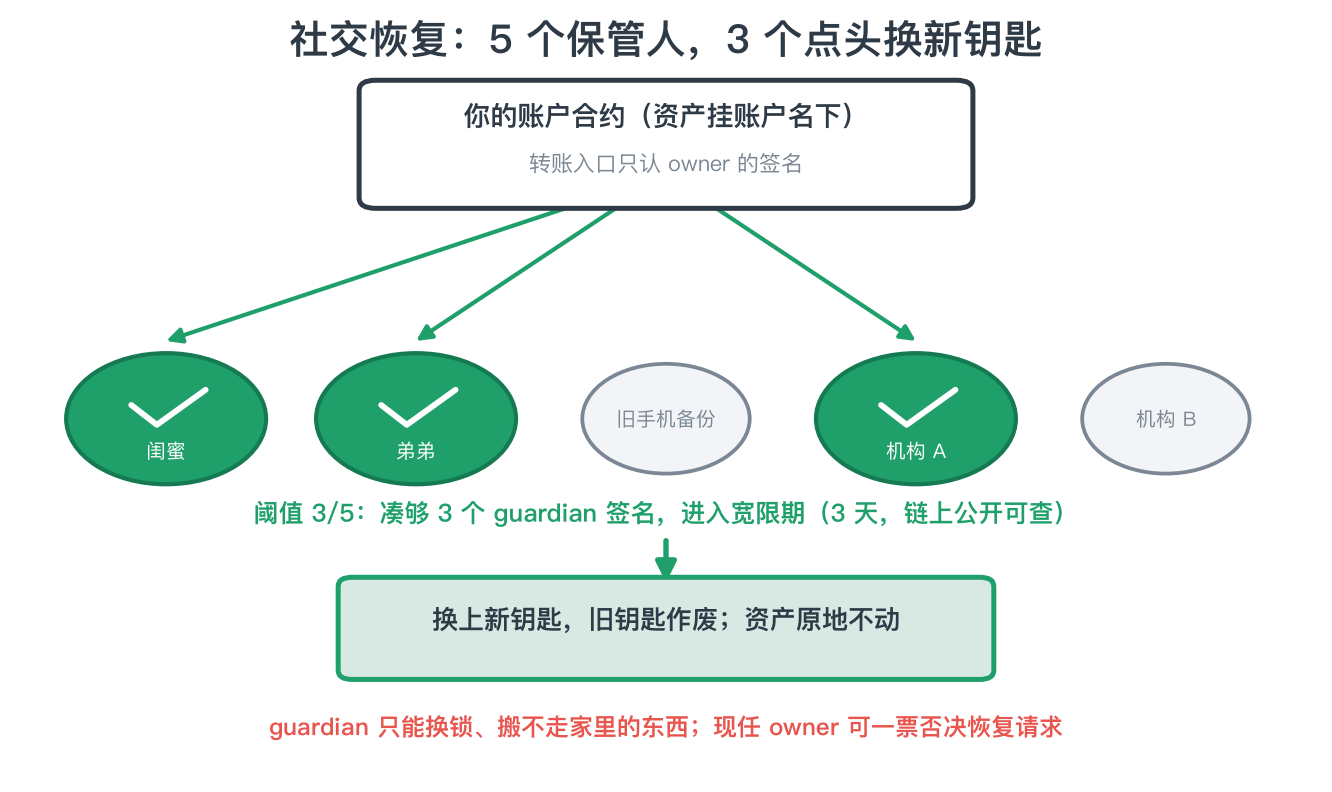 社交恢复：5 个保管人，3 个点头换新钥匙
你的账户合约（资产挂账户名下）
转账入口只认 owner 的签名
闺蜜
弟弟
旧手机备份
机构 A
机构 B
阈值 3/5：凑够 3 个 guardian 签名，进入宽限期（3 天，链上公开可查）
换上新钥匙，旧钥匙作废；资产原地不动
guardian 只能换锁、搬不走家里的东西；现任 owner 可一票否决恢复请求